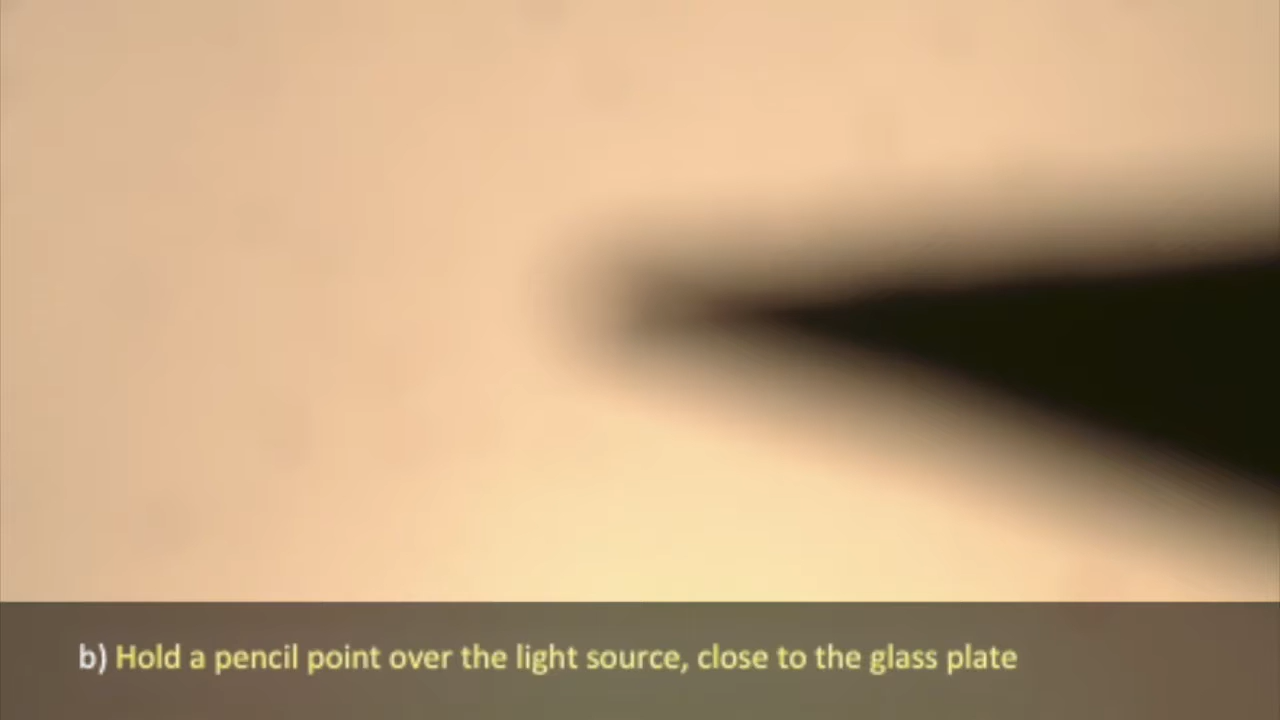 b) Hold a pencil point over the light source, close to the glass plate